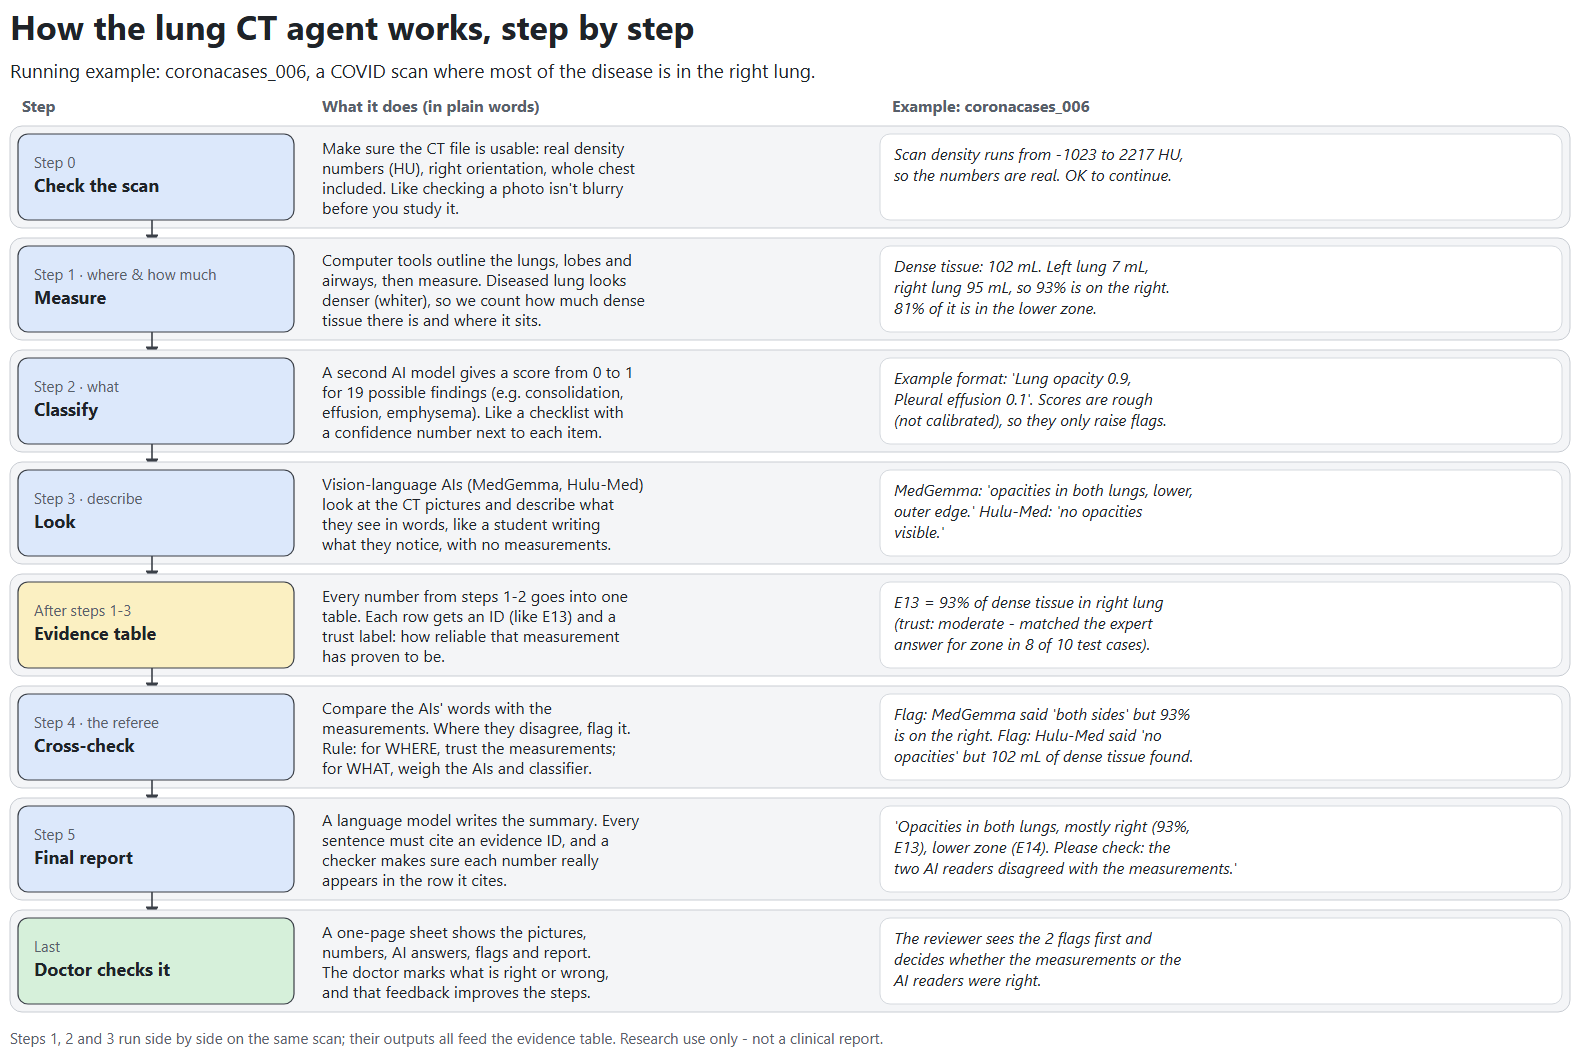 How the lung CT agent works, step by step
Running example: coronacases_006, a COVID scan where most of the disease is in the right lung.
Step
What it does (in plain words)
Example: coronacases_006
Step 0
Check the scan
Make sure the CT file is usable: real density
numbers (HU), right orientation, whole chest
included. Like checking a photo isn't blurry
before you study it.
Scan density runs from -1023 to 2217 HU,
so the numbers are real. OK to continue.
Step 1 · where & how much
Measure
Computer tools outline the lungs, lobes and
airways, then measure. Diseased lung looks
denser (whiter), so we count how much dense
tissue there is and where it sits.
Dense tissue: 102 mL. Left lung 7 mL,
right lung 95 mL, so 93% is on the right.
81% of it is in the lower zone.
Step 2 · what
Classify
A second AI model gives a score from 0 to 1
for 19 possible findings (e.g. consolidation,
effusion, emphysema). Like a checklist with
a confidence number next to each item.
Example format: 'Lung opacity 0.9,
Pleural effusion 0.1'. Scores are rough
(not calibrated), so they only raise flags.
Step 3 · describe
Look
Vision-language AIs (MedGemma, Hulu-Med)
look at the CT pictures and describe what
they see in words, like a student writing
what they notice, with no measurements.
MedGemma: 'opacities in both lungs, lower,
outer edge.' Hulu-Med: 'no opacities
visible.'
After steps 1-3
Evidence table
Every number from steps 1-2 goes into one
table. Each row gets an ID (like E13) and a
trust label: how reliable that measurement
has proven to be.
E13 = 93% of dense tissue in right lung
(trust: moderate - matched the expert
answer for zone in 8 of 10 test cases).
Step 4 · the referee
Cross-check
Compare the AIs' words with the
measurements. Where they disagree, flag it.
Rule: for WHERE, trust the measurements;
for WHAT, weigh the AIs and classifier.
Flag: MedGemma said 'both sides' but 93%
is on the right. Flag: Hulu-Med said 'no
opacities' but 102 mL of dense tissue found.
Step 5
Final report
A language model writes the summary. Every
sentence must cite an evidence ID, and a
checker makes sure each number really
appears in the row it cites.
'Opacities in both lungs, mostly right (93%,
E13), lower zone (E14). Please check: the
two AI readers disagreed with the measurements.'
Last
Doctor checks it
A one-page sheet shows the pictures,
numbers, AI answers, flags and report.
The doctor marks what is right or wrong,
and that feedback improves the steps.
The reviewer sees the 2 flags first and
decides whether the measurements or the
AI readers were right.
Steps 1, 2 and 3 run side by side on the same scan; their outputs all feed the evidence table. Research use only - not a clinical report.